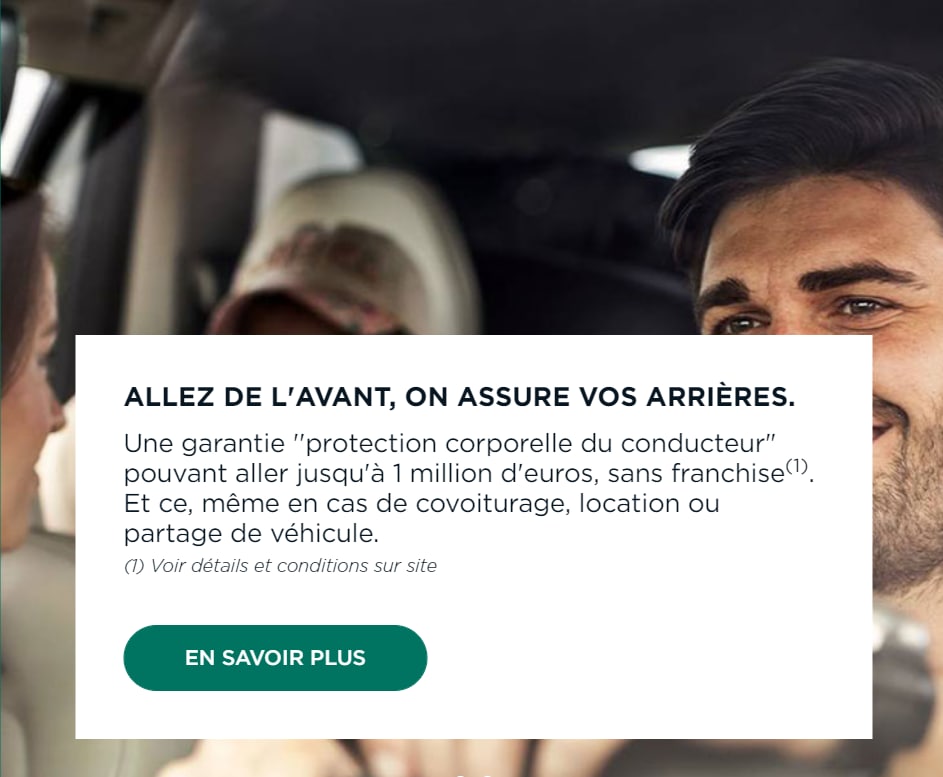 ALLEZ DE L'AVANT, ON ASSURE VOS ARRIÈRES.
Une garantie "protection corporelle du conducteur"
pouvant aller jusqu'à 1 million d'euros, sans franchise(1).
Et ce, même en cas de covoiturage, location ou
partage de véhicule.
(1) Voir détails et conditions sur site
EN SAVOIR PLUS